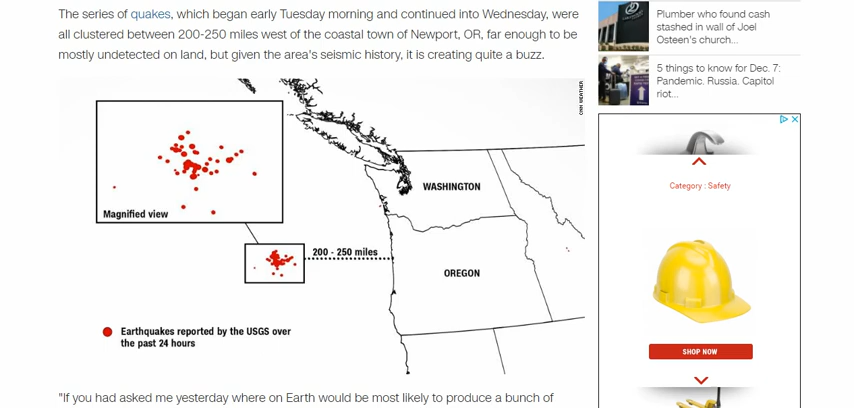 The series of quakes, which began early Tuesday morning and continued into Wednesday, were
all clustered between 200-250 miles west of the coastal town of Newport, OR, far enough to be
mostly undetected on land, but given the area's seismic history, it is creating quite a buzz.
CNN WEATHER
Magnified view
WASHINGTON
200 - 250 miles
OREGON
Earthquakes reported by the USGS over
the past 24 hours
"If you had asked me yesterday where on Earth would be most likely to produce a bunch of
Plumber who found cash
stashed in wall of Joel
Osteen's church...
5 things to know for Dec. 7:
Pandemic. Russia. Capitol
riot...
Category : Safety
SHOP NOW